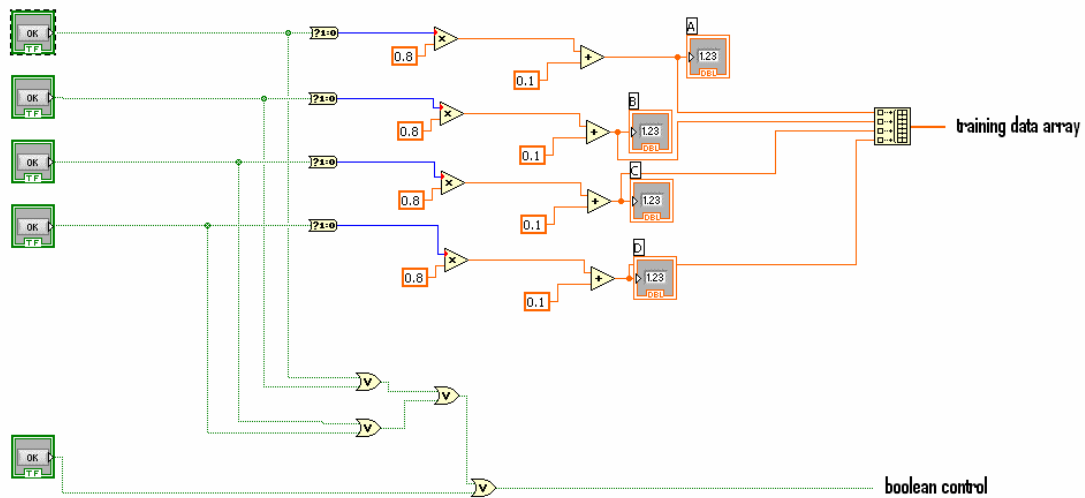 OK
TF
?1:0
0.8
x
0.1
+
A
1.23
DBL
OK
TF
?1:0
0.8
x
0.1
+
B
1.23
DBL
training data array
OK
TF
?1:0
0.8
x
0.1
+
C
1.23
DBL
OK
TF
?1:0
0.8
x
0.1
+
D
1.23
DBL
V
V
V
OK
TF
V
boolean control